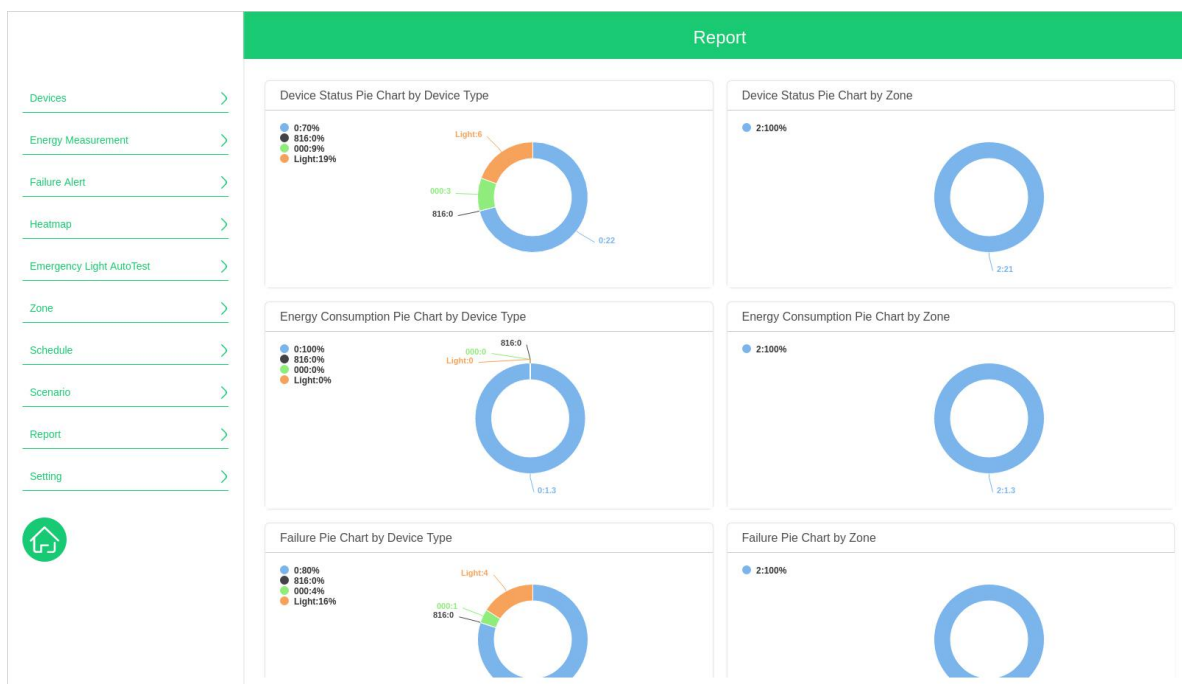 Report
Devices
Energy Measurement
Failure Alert
Heatmap
Emergency Light AutoTest
Zone
Schedule
Scenario
Report
Setting
Device Status Pie Chart by Device Type
0:70%
816:0%
000:9%
Light:19%
Light:6
000:3
816:0
0:22
Device Status Pie Chart by Zone
2:100%
2:21
Energy Consumption Pie Chart by Device Type
0:100%
816:0%
000:0%
Light:0%
816:0
000:0
Light:0
0:1.3
Energy Consumption Pie Chart by Zone
2:100%
2:1.3
Failure Pie Chart by Device Type
0:80%
816:0%
000:4%
Light:16%
Light:4
000:1
816:0
Failure Pie Chart by Zone
2:100%